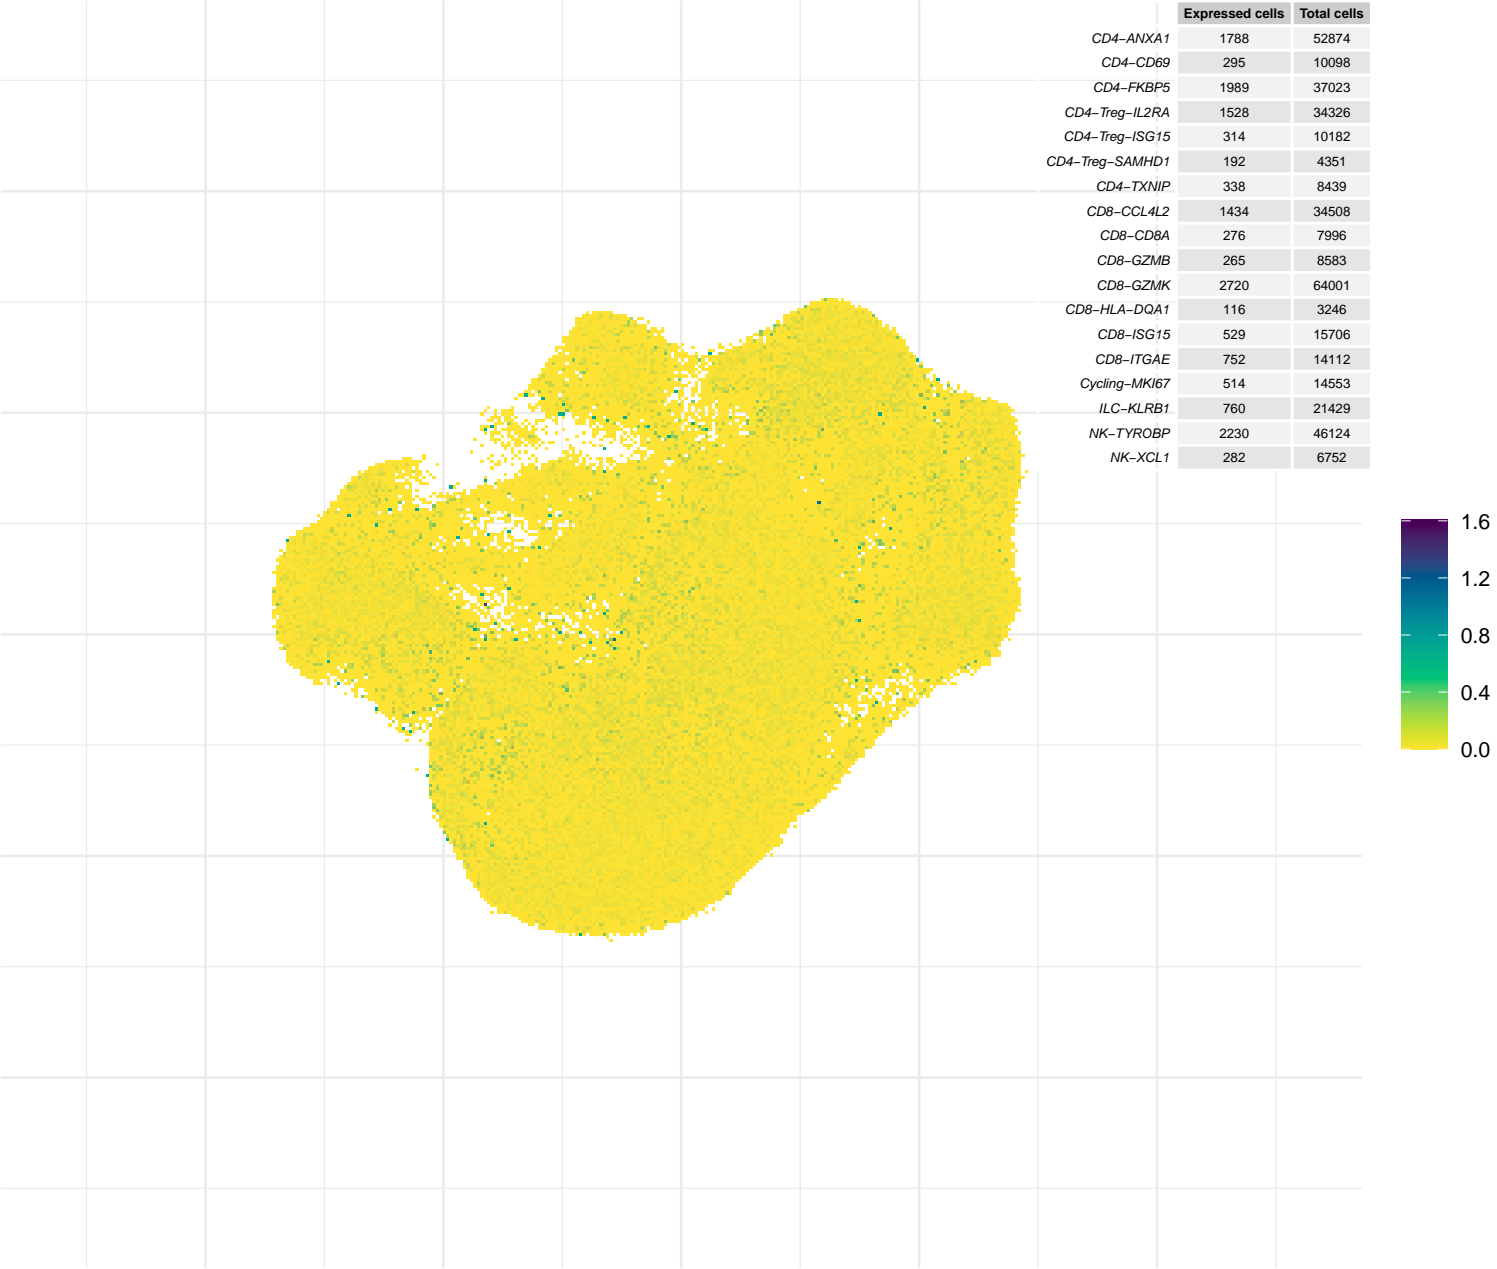 Expressed cells Total cells
CD4−ANXA1 1788 52874
CD4−CD69 295 10098
CD4−FKBP5 1989 37023
CD4−Treg−IL2RA 1528 34326
CD4−Treg−ISG15 314 10182
CD4−Treg−SAMHD1 192 4351
CD4−TXNIP 338 8439
CD8−CCL4L2 1434 34508
CD8−CD8A 276 7996
CD8−GZMB 265 8583
CD8−GZMK 2720 64001
CD8−HLA−DQA1 116 3246
CD8−ISG15 529 15706
CD8−ITGAE 752 14112
Cycling−MKI67 514 14553
ILC−KLRB1 760 21429
NK−TYROBP 2230 46124
NK−XCL1 282 6752
1.6
1.2
0.8
0.4
0.0